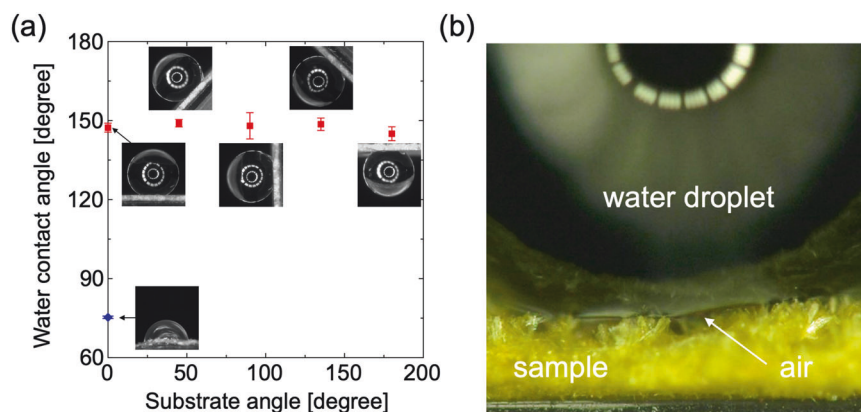 (a)
180
150
120
90
60
Water contact angle [degree]
0
50
100
150
200
Substrate angle [degree]
(b)
water droplet
sample
air